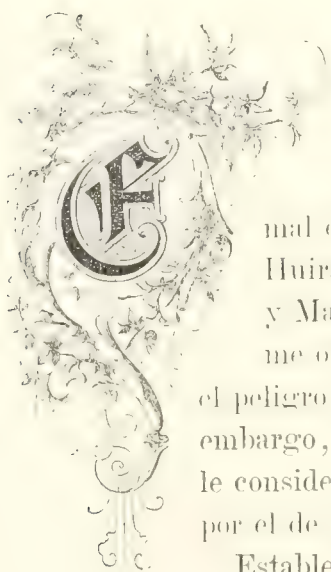 E
mal e
Huir
y Ma
me o
el peligro
embargo,
le conside
por el de
Estable